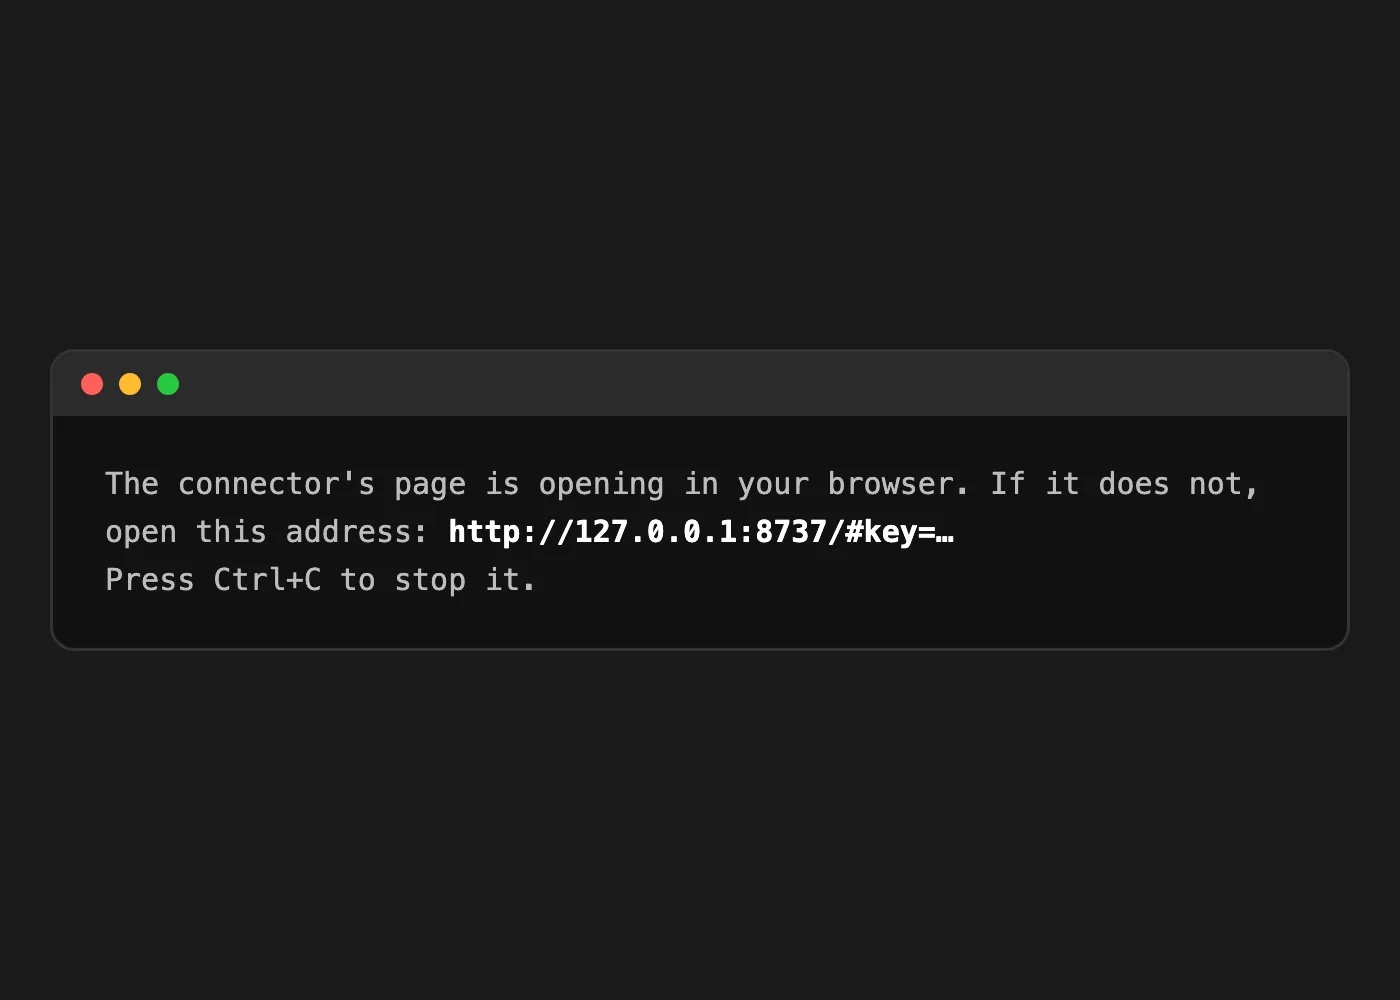 The connector's page is opening in your browser. If it does not,
open this address: http://127.0.0.1:8737/#key=…
Press Ctrl+C to stop it.